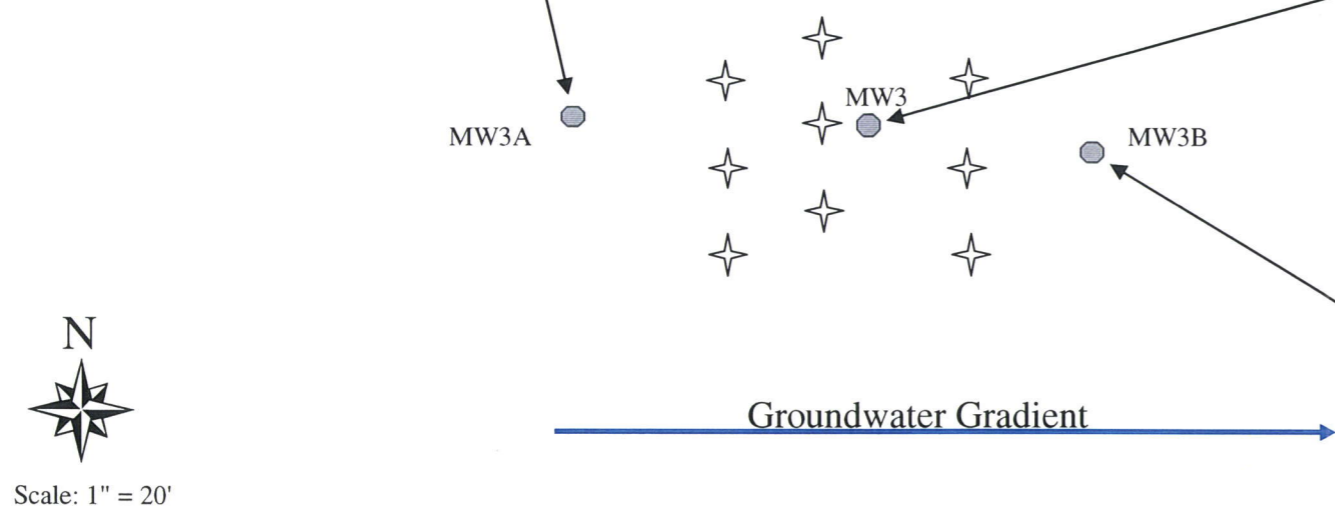 MW3
MW3A
MW3B
N
Groundwater Gradient
Scale: 1" = 20'